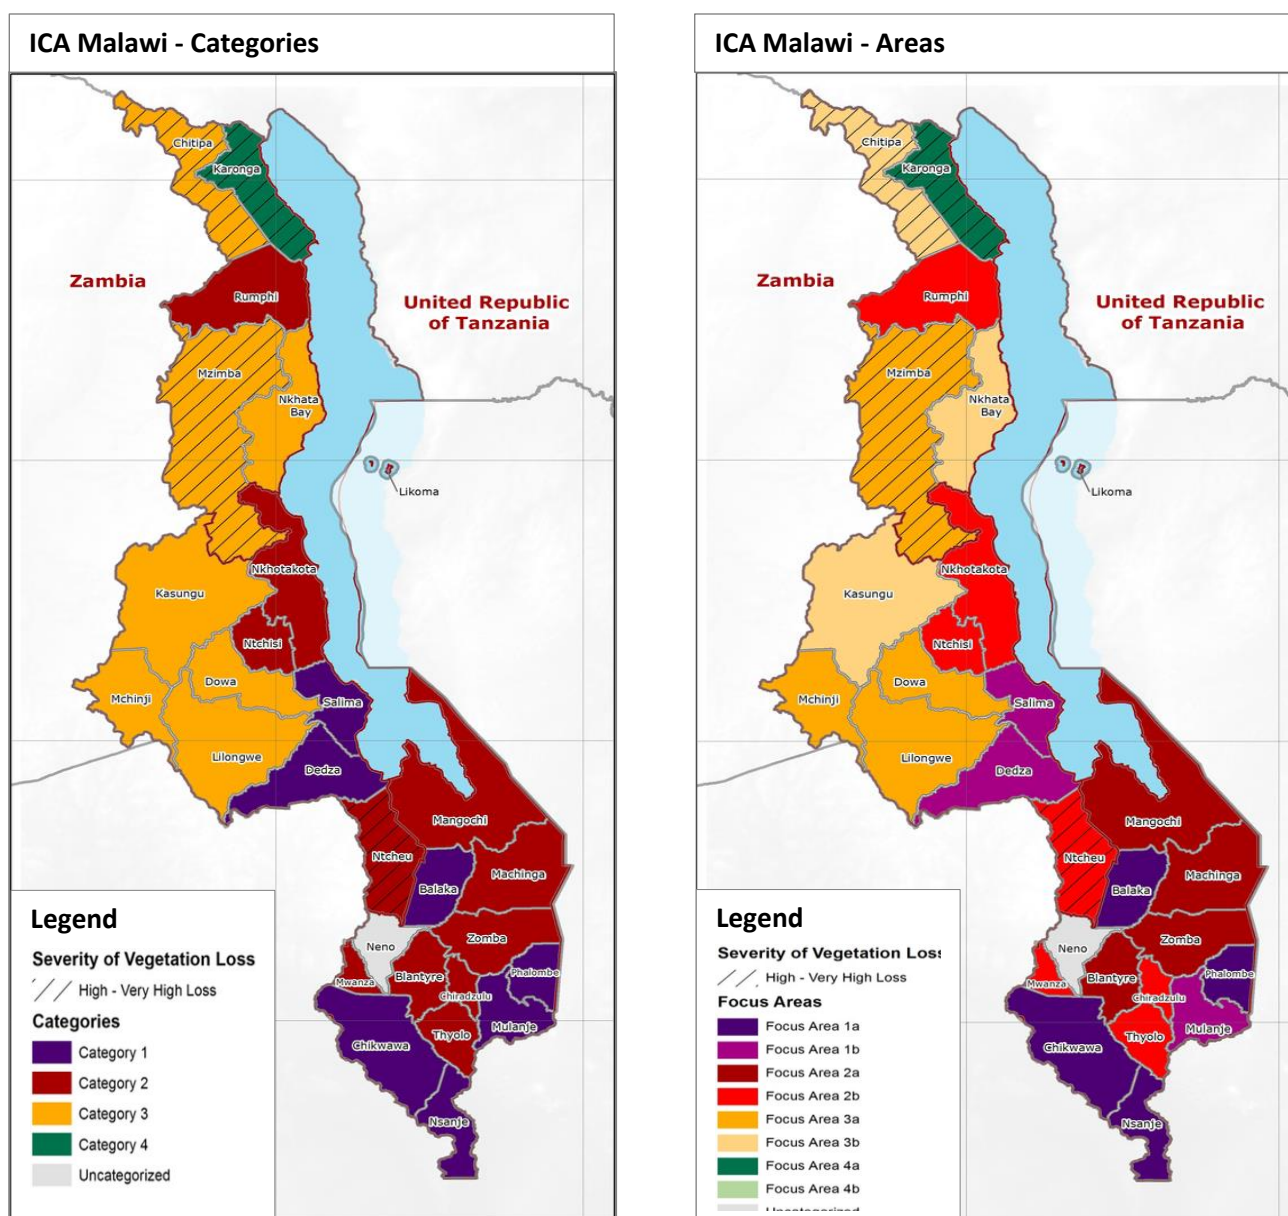 ICA Malawi - Categories
Chitipa
Karonga
Zambia
Rumphi
United Republic
of Tanzania
Mzimba
Nkhata
Bay
Likoma
Nkhotakota
Kasungu
Ntchisi
Dowa
Mchinji
Salima
Lilongwe
Dedza
Mangochi
Ntcheu
Machinga
Balaka
Neno
Zomba
Phalombe
Mwanza
Blantyre
Chiradzulu
Mulanje
Thyolo
Chikwawa
Nsanje
Legend
Severity of Vegetation Loss
High - Very High Loss
Categories
Category 1
Category 2
Category 3
Category 4
Uncategorized
ICA Malawi - Areas
Chitipa
Karonga
Zambia
Rumphi
United Republic
of Tanzania
Mzimba
Nkhata
Bay
Likoma
Nkhotakota
Kasungu
Ntchisi
Dowa
Mchinji
Salima
Lilongwe
Dedza
Mangochi
Ntcheu
Machinga
Balaka
Neno
Zomba
Phalombe
Mwanza
Blantyre
Chiradzulu
Mulanje
Thyolo
Chikwawa
Nsanje
Legend
Severity of Vegetation Los
High - Very High Loss
Focus Areas
Focus Area 1a
Focus Area 1b
Focus Area 2a
Focus Area 2b
Focus Area 3a
Focus Area 3b
Focus Area 4a
Focus Area 4b
Uncategorized